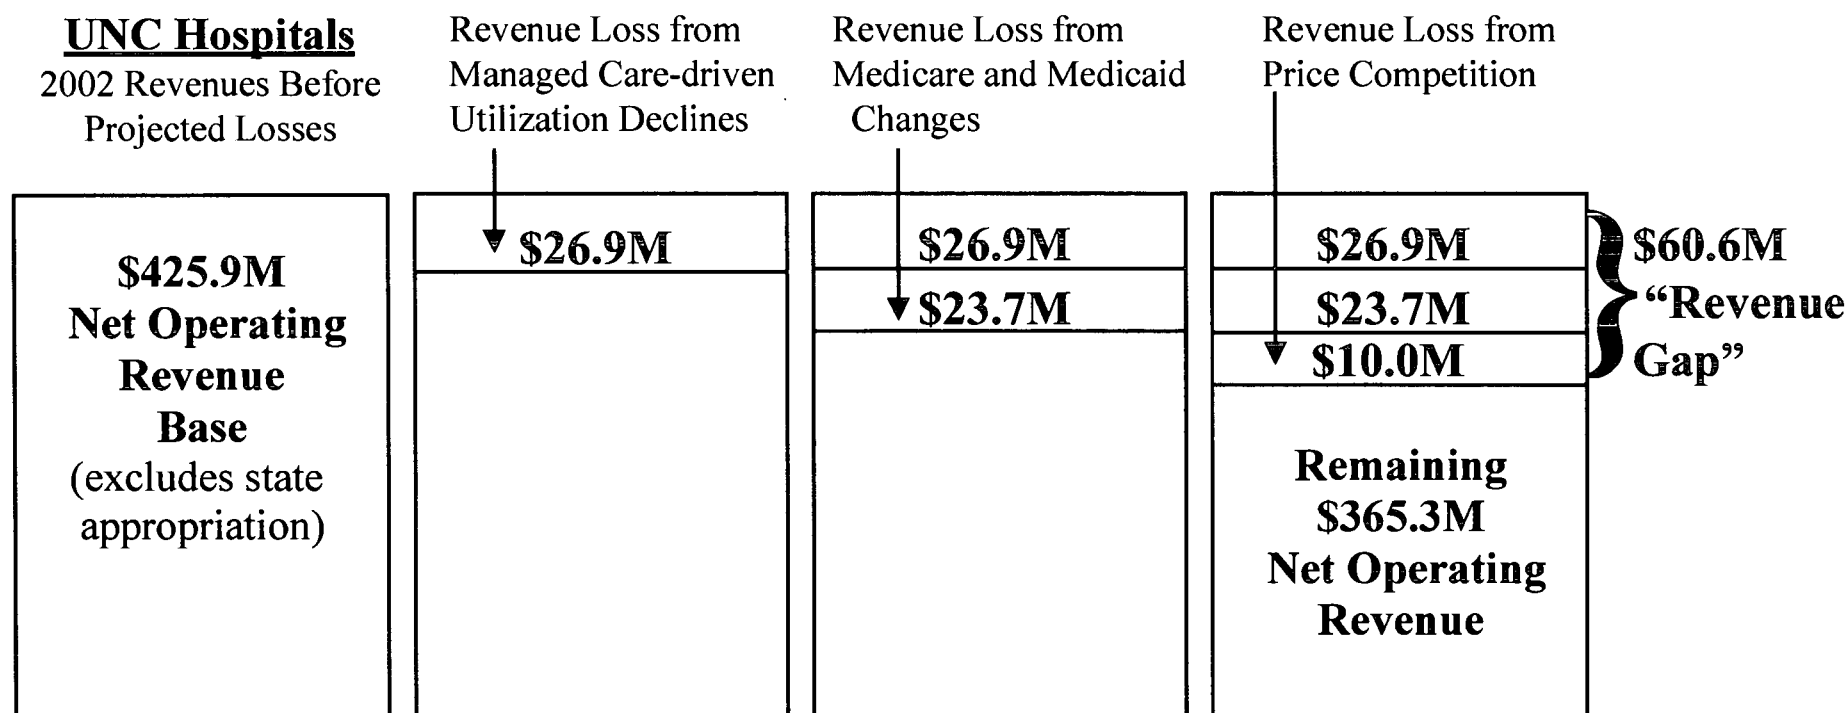 UNC Hospitals
2002 Revenues Before
Projected Losses
Revenue Loss from
Managed Care-driven
Utilization Declines
Revenue Loss from
Medicare and Medicaid
Changes
Revenue Loss from
Price Competition
$425.9M
Net Operating
Revenue
Base
(excludes state
appropriation)
$26.9M
$26.9M
$23.7M
$26.9M
$23.7M
$10.0M
Remaining
$365.3M
Net Operating
Revenue
$60.6M
“Revenue
Gap”